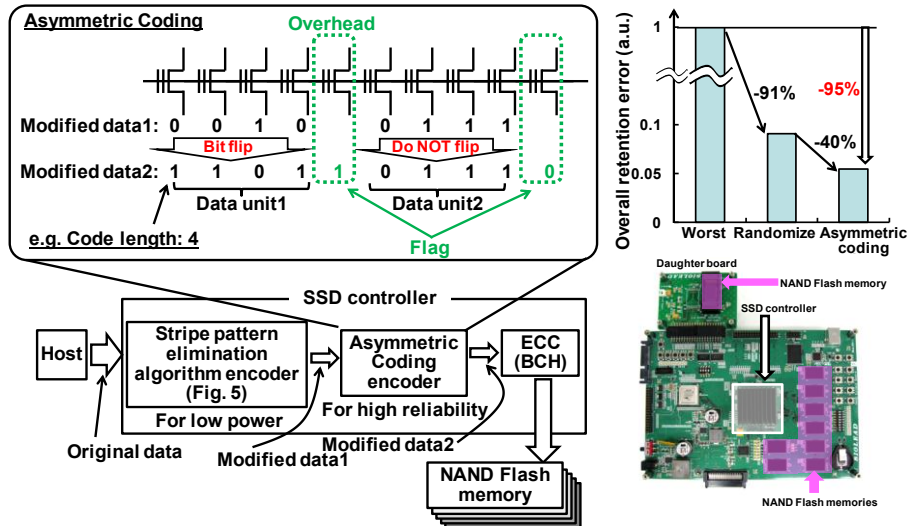 Asymmetric Coding
Overhead
Modified data1: 0 0 1 0 0 1 1 1
Bit flip
Do NOT flip
Modified data2: 1 1 0 1 1 0 1 1 1 0
Data unit1
Data unit2
e.g. Code length: 4
Flag
SSD controller
Host
Stripe pattern
elimination
algorithm encoder
(Fig. 5)
Asymmetric
Coding
encoder
ECC
(BCH)
For low power
For high reliability
Original data
Modified data1
Modified data2
NAND Flash
memory
Overall retention error (a.u.)
1
0.1
0.05
0
-91%
-95%
-40%
Worst
Randomize
Asymmetric
coding
Daughter board
NAND Flash memory
SSD controller
SIGLEAD
NAND Flash memories